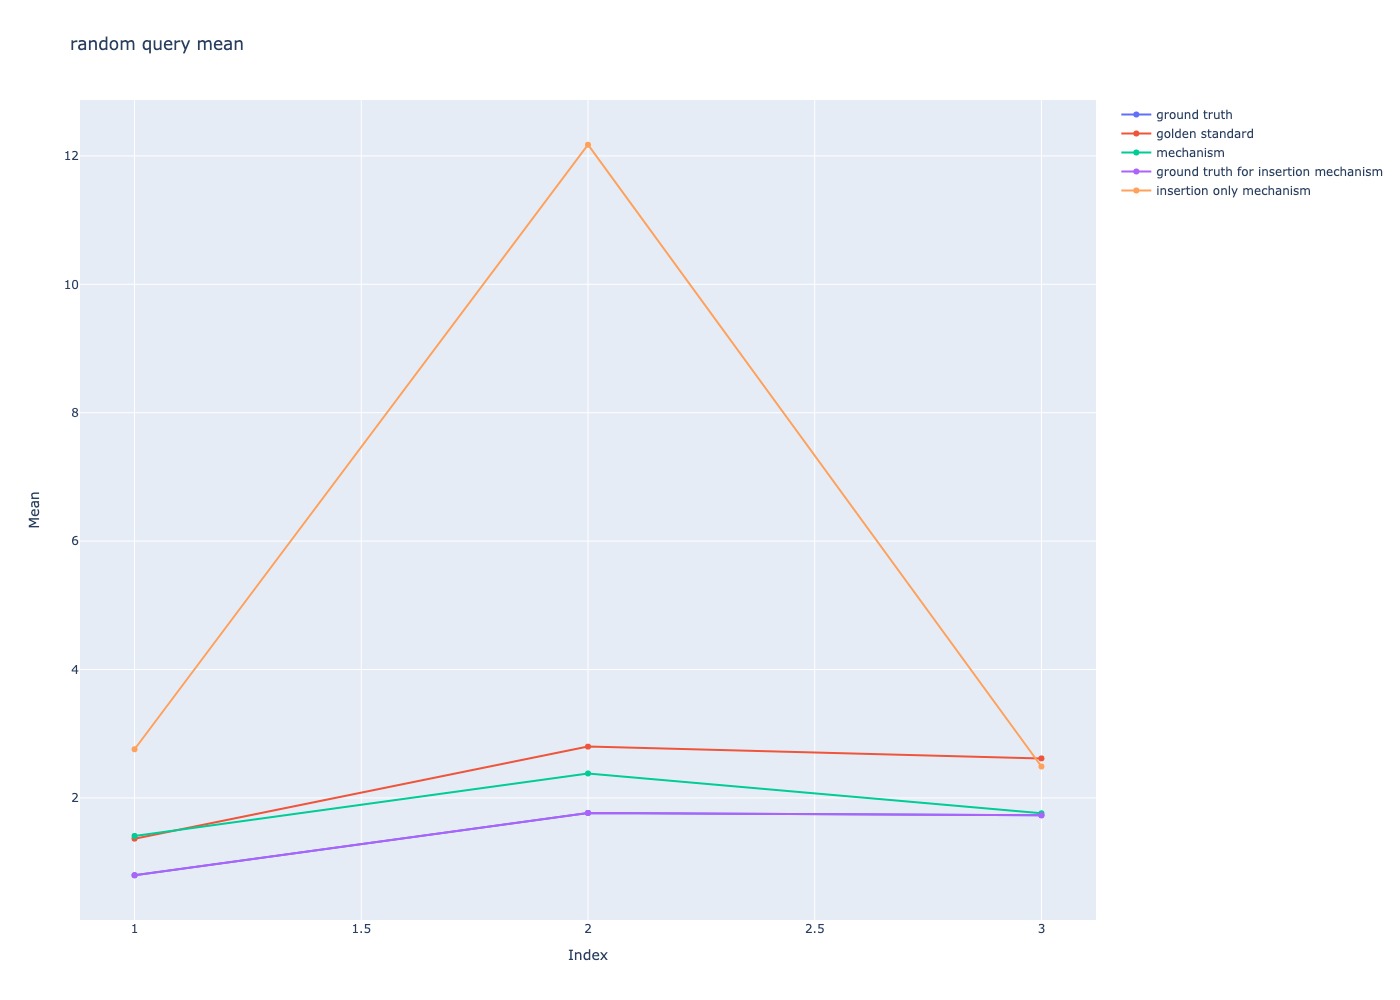 random query mean
ground truth
golden standard
mechanism
ground truth for insertion mechanism
insertion only mechanism
12
10
8
6
4
2
Mean
1
1.5
2
2.5
3
Index